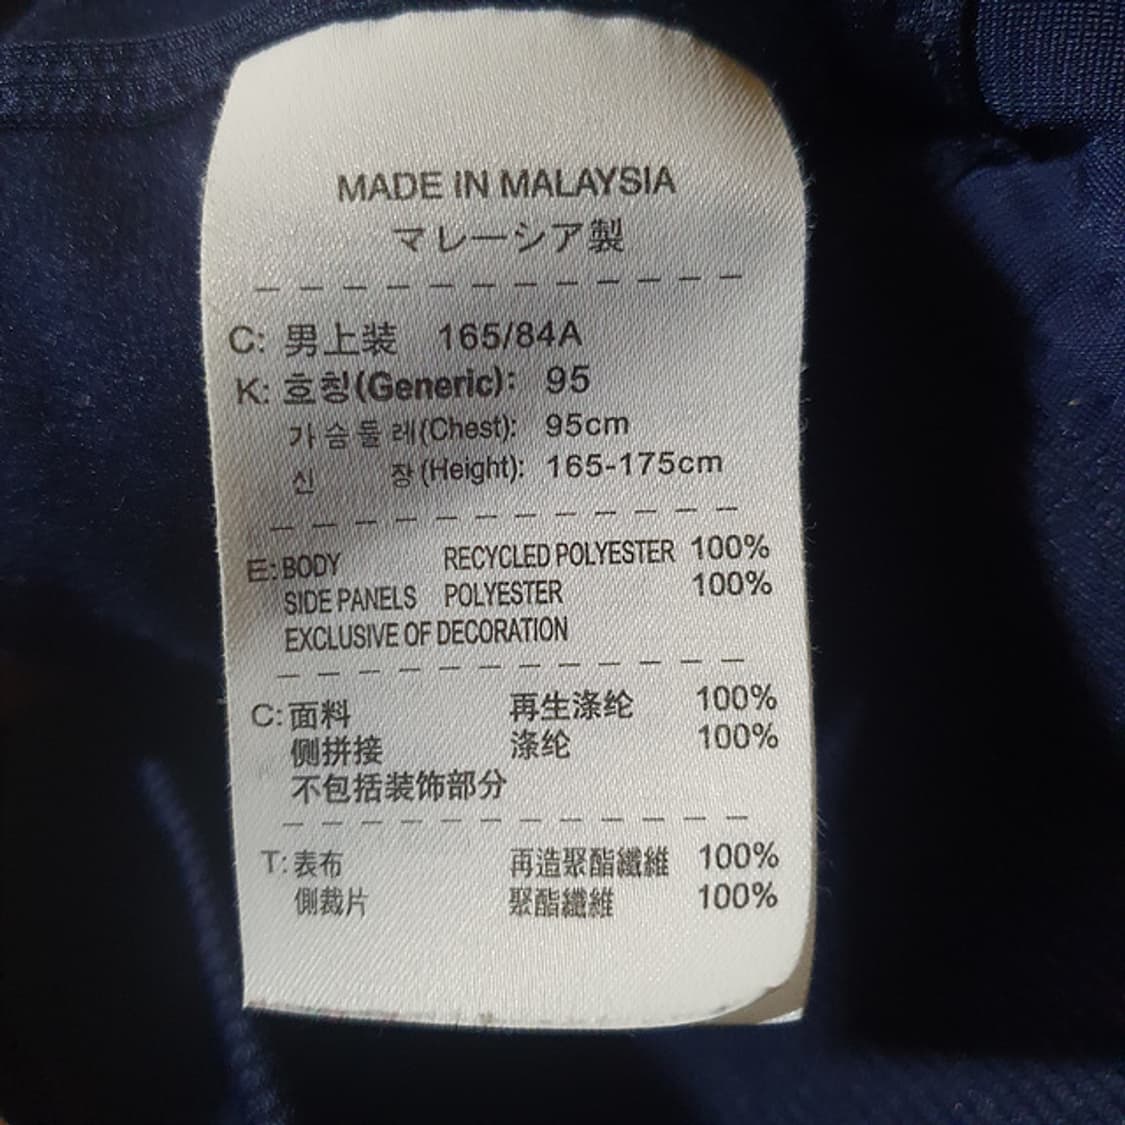 MADE IN MALAYSIA
マレーシア製
C: 男上装 165/84A
K: 호칭(Generic): 95
가슴둘레(Chest): 95cm
신 장(Height): 165-175cm
E: BODY RECYCLED POLYESTER 100%
SIDE PANELS POLYESTER 100%
EXCLUSIVE OF DECORATION
C: 面料 再生涤纶 100%
侧拼接 涤纶 100%
不包括装饰部分
T: 表布 再造聚酯纖維 100%
側裁片 聚酯纖維 100%